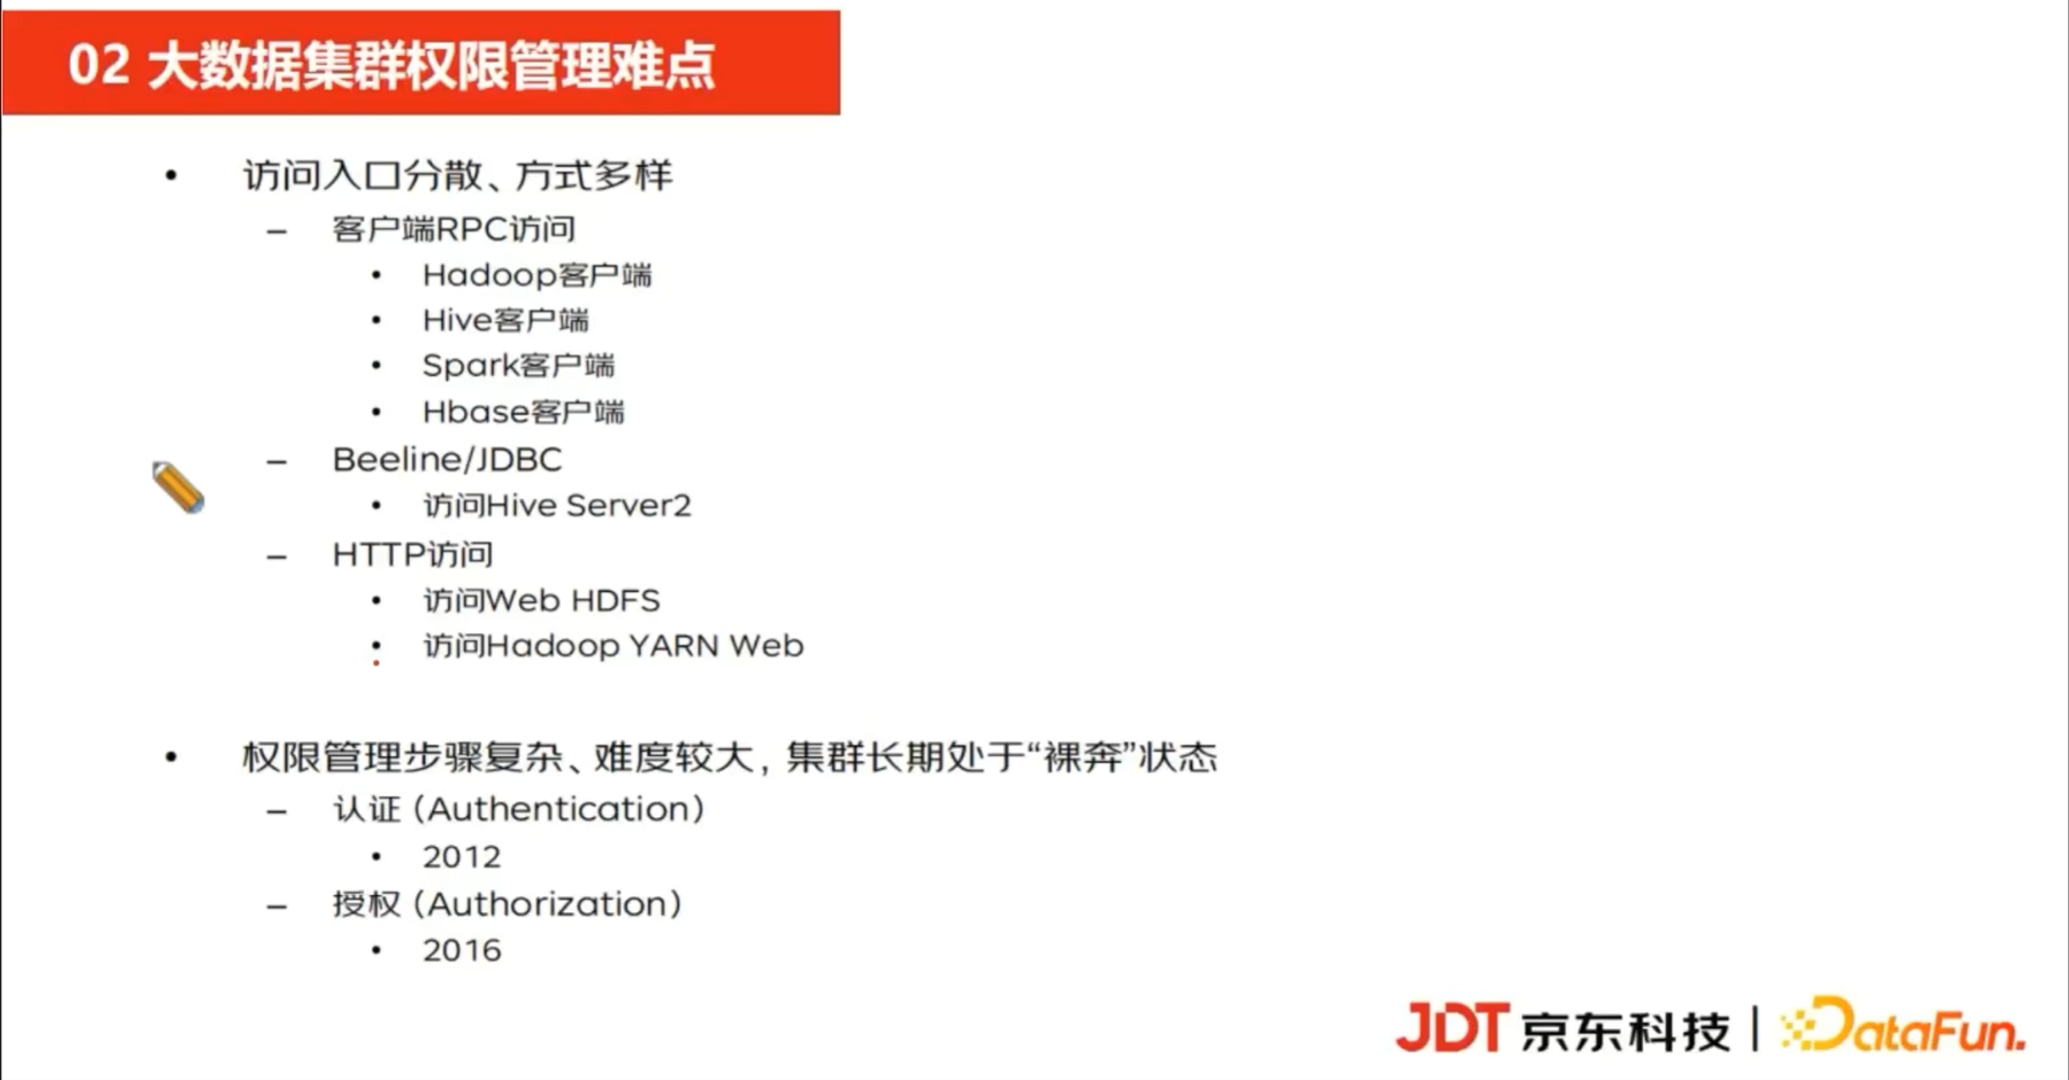 02 大数据集群权限管理难点
• 访问入口分散、方式多样
– 客户端RPC访问
• Hadoop客户端
• Hive客户端
• Spark客户端
• Hbase客户端
– Beeline/JDBC
• 访问Hive Server2
– HTTP访问
• 访问Web HDFS
• 访问Hadoop YARN Web
• 权限管理步骤复杂、难度较大，集群长期处于“裸奔”状态
– 认证（Authentication）
• 2012
– 授权（Authorization）
• 2016
JDT 京东科技 | DataFun.